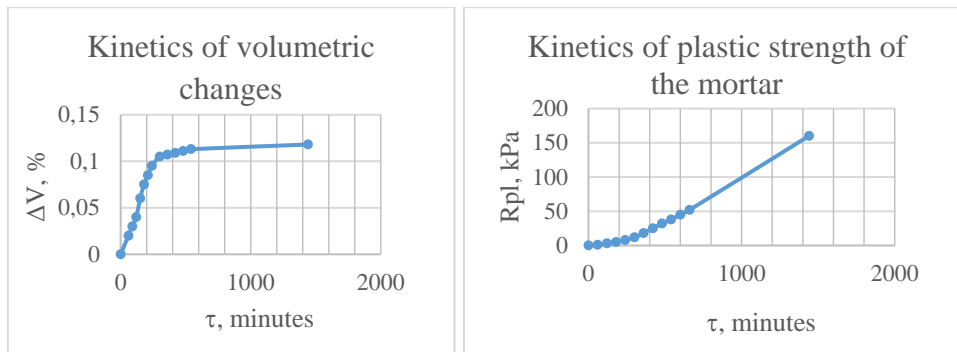 Kinetics of volumetric
changes
0,15
0,1
0,05
0
ΔV, %
0 1000 2000
τ, minutes
Kinetics of plastic strength of
the mortar
200
150
100
50
0
Rpl, kPa
0 1000 2000
τ, minutes